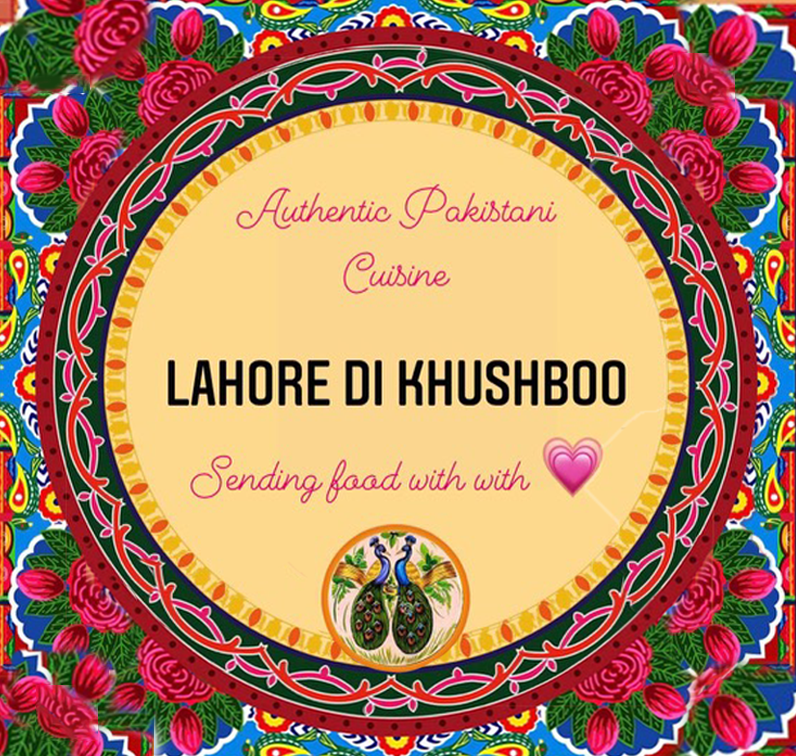 Authentic Pakistani
Cuisine
LAHORE DI KHUSHBOO
Sending food with with 💗